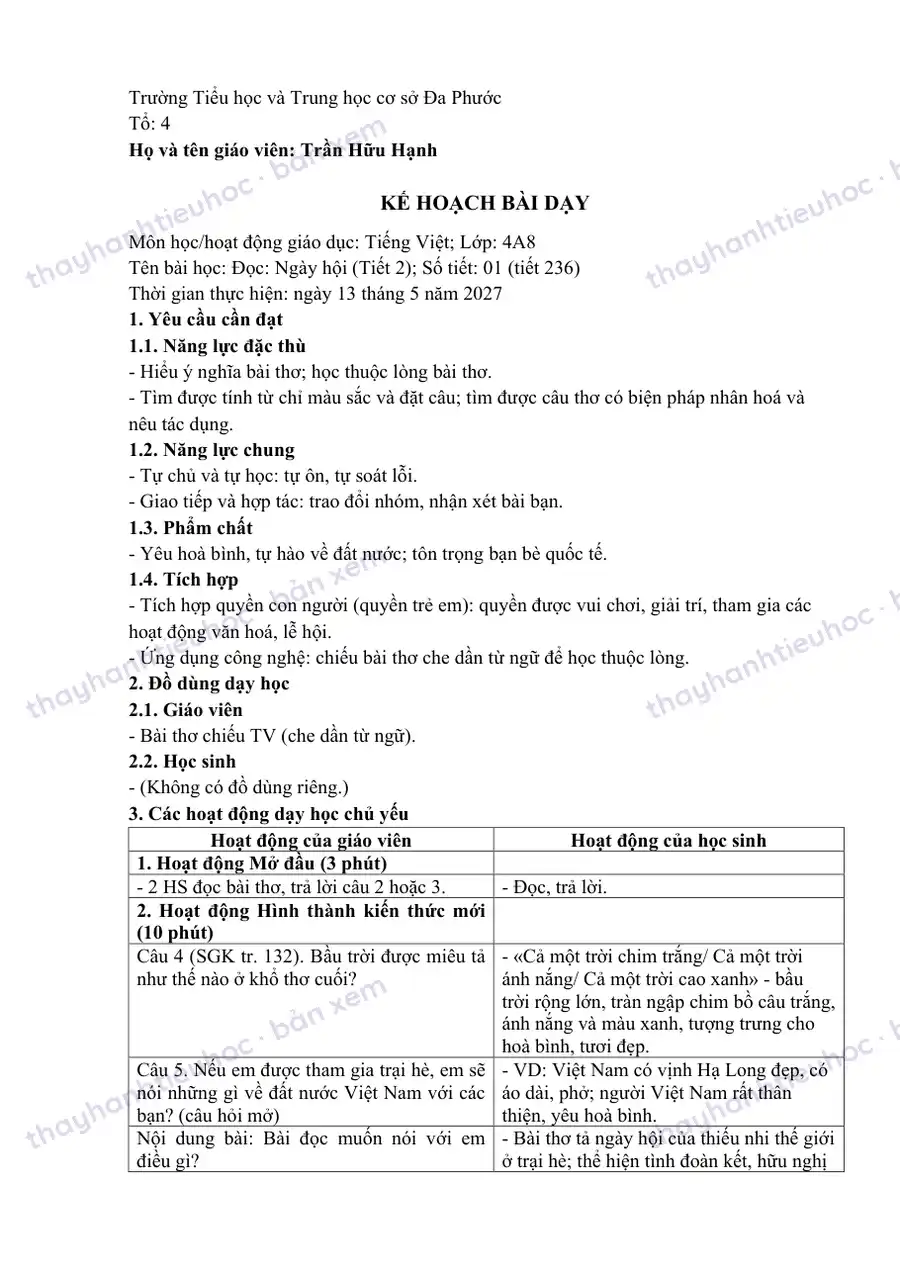 Trường Tiểu học và Trung học cơ sở Đa Phước
Tổ: 4
Họ và tên giáo viên: Trần Hữu Hạnh
KẾ HOẠCH BÀI DẠY
Môn học/hoạt động giáo dục: Tiếng Việt; Lớp: 4A8
Tên bài học: Đọc: Ngày hội (Tiết 2); Số tiết: 01 (tiết 236)
Thời gian thực hiện: ngày 13 tháng 5 năm 2027
1. Yêu cầu cần đạt
1.1. Năng lực đặc thù
- Hiểu ý nghĩa bài thơ; học thuộc lòng bài thơ.
- Tìm được tính từ chỉ màu sắc và đặt câu; tìm được câu thơ có biện pháp nhân hoá và
nêu tác dụng.
1.2. Năng lực chung
- Tự chủ và tự học: tự ôn, tự soát lỗi.
- Giao tiếp và hợp tác: trao đổi nhóm, nhận xét bài bạn.
1.3. Phẩm chất
- Yêu hoà bình, tự hào về đất nước; tôn trọng bạn bè quốc tế.
1.4. Tích hợp
- Tích hợp quyền con người (quyền trẻ em): quyền được vui chơi, giải trí, tham gia các
hoạt động văn hoá, lễ hội.
- Ứng dụng công nghệ: chiếu bài thơ che dần từ ngữ để học thuộc lòng.
2. Đồ dùng dạy học
2.1. Giáo viên
- Bài thơ chiếu TV (che dần từ ngữ).
2.2. Học sinh
- (Không có đồ dùng riêng.)
3. Các hoạt động dạy học chủ yếu
Hoạt động của giáo viên
Hoạt động của học sinh
1. Hoạt động Mở đầu (3 phút)
- 2 HS đọc bài thơ, trả lời câu 2 hoặc 3.
- Đọc, trả lời.
2. Hoạt động Hình thành kiến thức mới
(10 phút)
Câu 4 (SGK tr. 132). Bầu trời được miêu tả
như thế nào ở khổ thơ cuối?
- «Cả một trời chim trắng/ Cả một trời
ánh nắng/ Cả một trời cao xanh» - bầu
trời rộng lớn, tràn ngập chim bồ câu trắng,
ánh nắng và màu xanh, tượng trưng cho
hoà bình, tươi đẹp.
Câu 5. Nếu em được tham gia trại hè, em sẽ
nói những gì về đất nước Việt Nam với các
bạn? (câu hỏi mở)
- VD: Việt Nam có vịnh Hạ Long đẹp, có
áo dài, phở; người Việt Nam rất thân
thiện, yêu hoà bình.
Nội dung bài: Bài đọc muốn nói với em
điều gì?
- Bài thơ tả ngày hội của thiếu nhi thế giới
ở trại hè; thể hiện tình đoàn kết, hữu nghị
thayhanhtieuhoc · bản xem
thayhanhtieuhoc · b
thayhanhtieuhoc · bản xem
thayhanhtieuhoc · b
thayhanhtieuhoc · bản xem
thayhanhtieuhoc · b